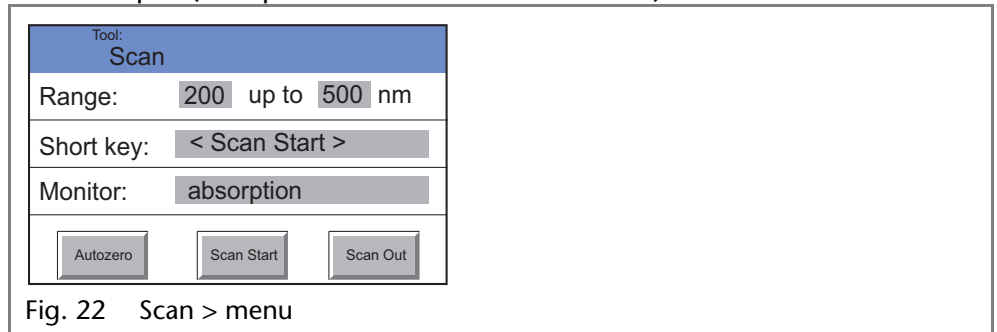 Tool:
Scan
Range: 200 up to 500 nm
Short key: < Scan Start >
Monitor: absorption
Autozero Scan Start Scan Out
Fig. 22 Scan > menu